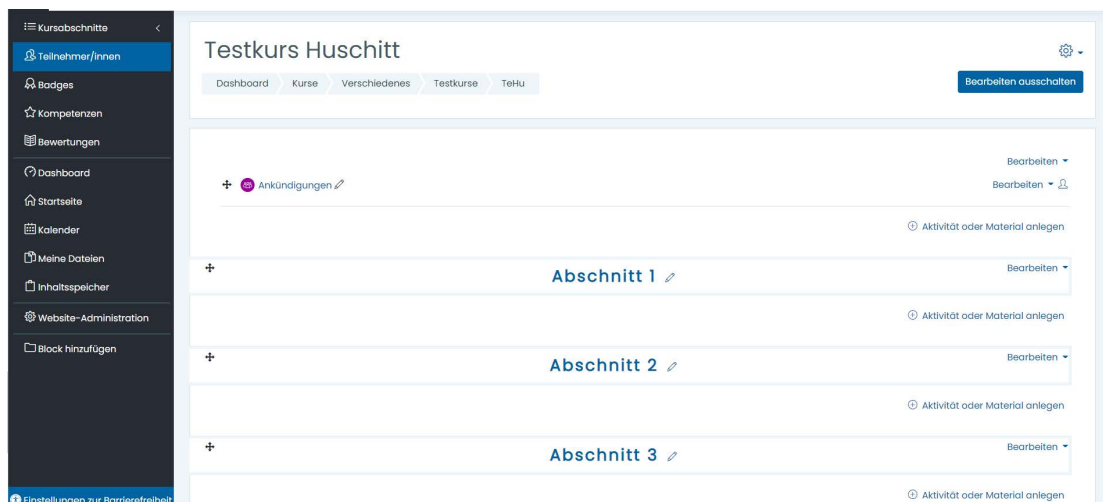 Kursabschnitte
Teilnehmer/innen
Badges
Kompetenzen
Bewertungen
Dashboard
Startseite
Kalender
Meine Dateien
Inhaltsspeicher
Website-Administration
Block hinzufügen
Einstellungen zur Barrierefreiheit
Testkurs Huschitt
Dashboard Kurse Verschiedenes Testkurse TeHu
Bearbeiten ausschalten
Bearbeiten
Ankündigungen Bearbeiten
Aktivität oder Material anlegen
Abschnitt 1 Bearbeiten
Aktivität oder Material anlegen
Abschnitt 2 Bearbeiten
Aktivität oder Material anlegen
Abschnitt 3 Bearbeiten
Aktivität oder Material anlegen